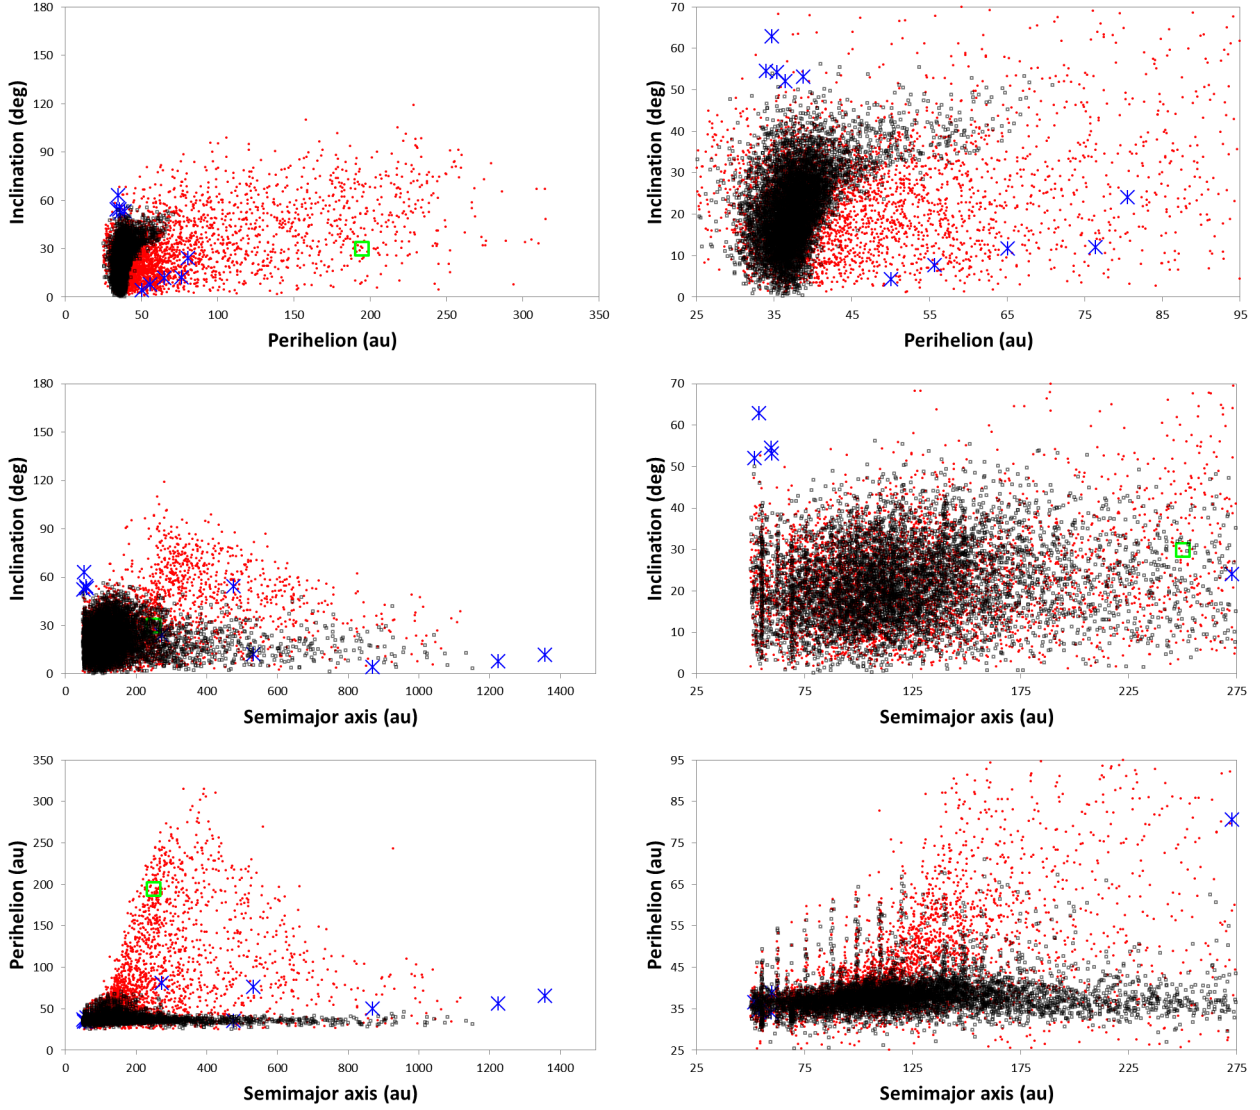 180
150
120
90
60
30
0
Inclination (deg)
0 50 100 150 200 250 300 350
Perihelion (au)
70
60
50
40
30
20
10
0
Inclination (deg)
25 35 45 55 65 75 85 95
Perihelion (au)
180
150
120
90
60
30
0
Inclination (deg)
0 200 400 600 800 1000 1200 1400
Semimajor axis (au)
70
60
50
40
30
20
10
0
Inclination (deg)
25 75 125 175 225 275
Semimajor axis (au)
350
300
250
200
150
100
50
0
Perihelion (au)
0 200 400 600 800 1000 1200 1400
Semimajor axis (au)
95
85
75
65
55
45
35
25
Perihelion (au)
25 75 125 175 225 275
Semimajor axis (au)